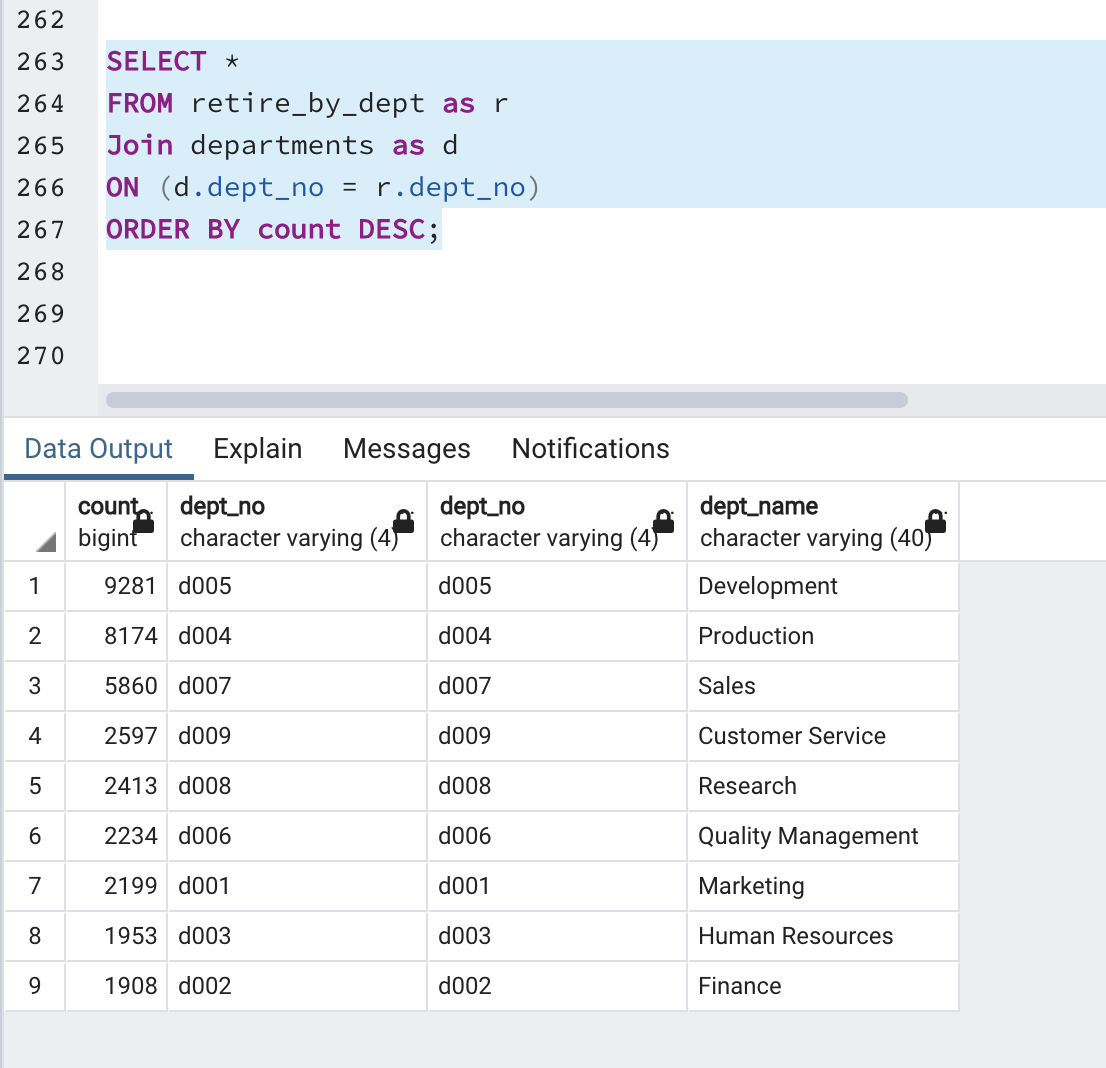 262
263 SELECT *
264 FROM retire_by_dept as r
265 Join departments as d
266 ON (d.dept_no = r.dept_no)
267 ORDER BY count DESC;
268
269
270
Data Output Explain Messages Notifications
count dept_no dept_no dept_name
bigint character varying (4) character varying (4) character varying (40)
1 9281 d005 d005 Development
2 8174 d004 d004 Production
3 5860 d007 d007 Sales
4 2597 d009 d009 Customer Service
5 2413 d008 d008 Research
6 2234 d006 d006 Quality Management
7 2199 d001 d001 Marketing
8 1953 d003 d003 Human Resources
9 1908 d002 d002 Finance